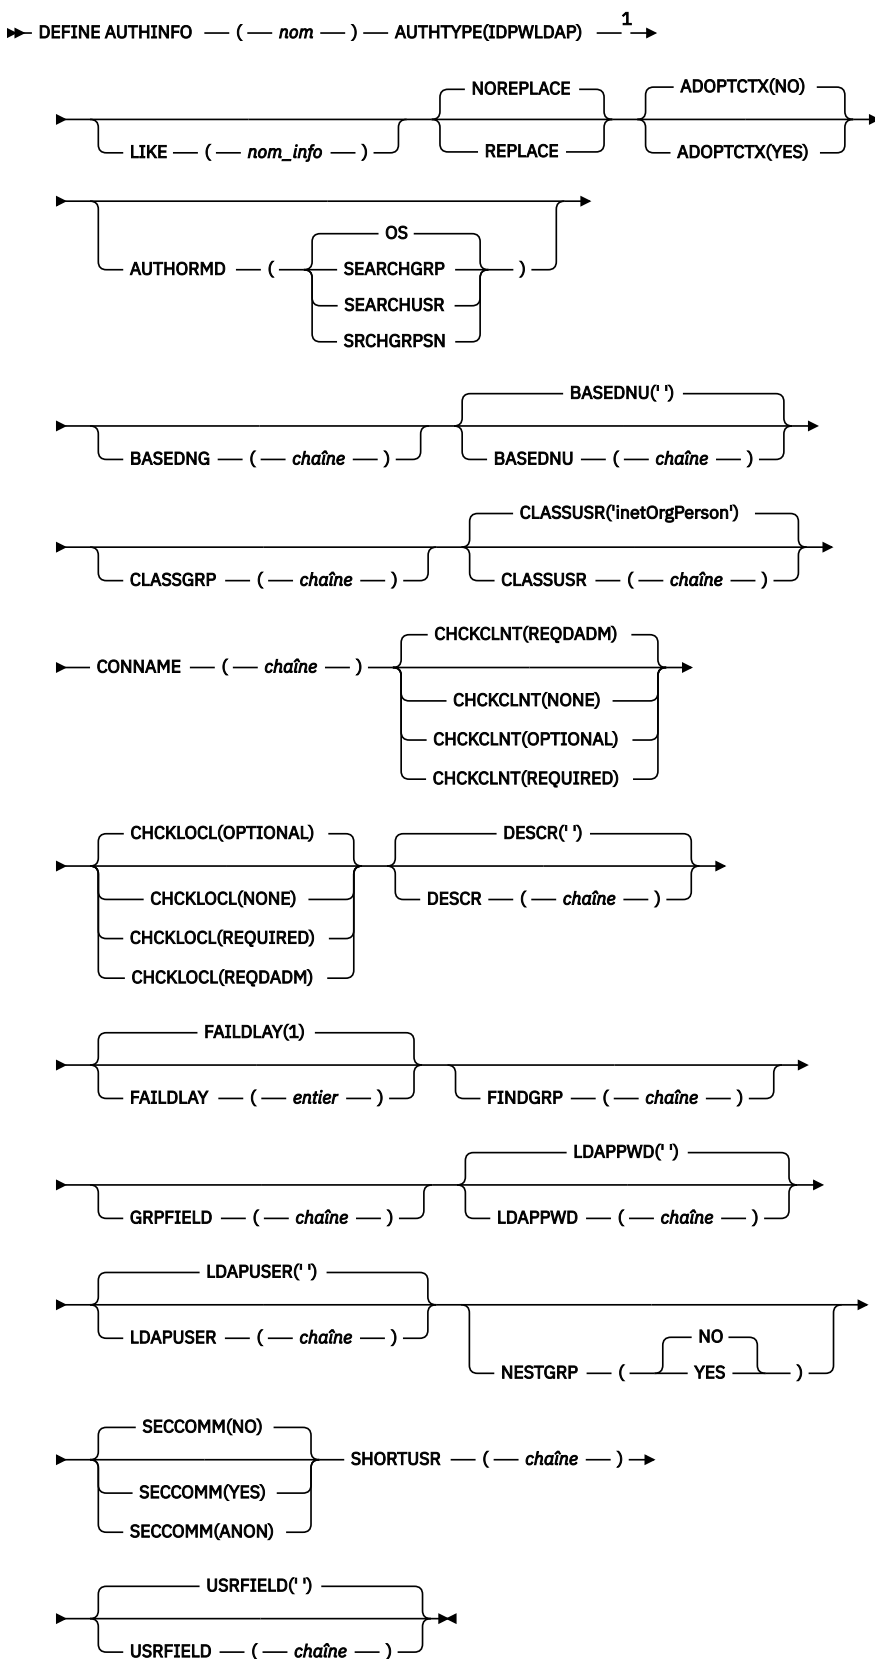 DEFINE AUTHINFO ( nom ) AUTHTYPE(IDPWLDAP) 1
NOREPLACE ADOPTCTX(NO)
LIKE ( nom_info ) REPLACE ADOPTCTX(YES)
OS
AUTHORMD ( SEARCHGRP )
SEARCHUSR
SRCHGRPSN
BASEDNU(' ')
BASEDNG ( chaîne ) BASEDNU ( chaîne )
CLASSUSR('inetOrgPerson')
CLASSGRP ( chaîne ) CLASSUSR ( chaîne )
CHCKCLNT(REQDADM)
CONNAME ( chaîne )
CHCKCLNT(NONE)
CHCKCLNT(OPTIONAL)
CHCKCLNT(REQUIRED)
CHCKLOCL(OPTIONAL) DESCR(' ')
CHCKLOCL(NONE) DESCR ( chaîne )
CHCKLOCL(REQUIRED)
CHCKLOCL(REQDADM)
FAILDLAY(1)
FAILDLAY ( entier ) FINDGRP ( chaîne )
LDAPPWD(' ')
GRPFIELD ( chaîne ) LDAPPWD ( chaîne )
LDAPUSER(' ')
LDAPUSER ( chaîne ) NO
NESTGRP ( YES )
SECCOMM(NO)
SHORTUSR ( chaîne )
SECCOMM(YES)
SECCOMM(ANON)
USRFIELD(' ')
USRFIELD ( chaîne )